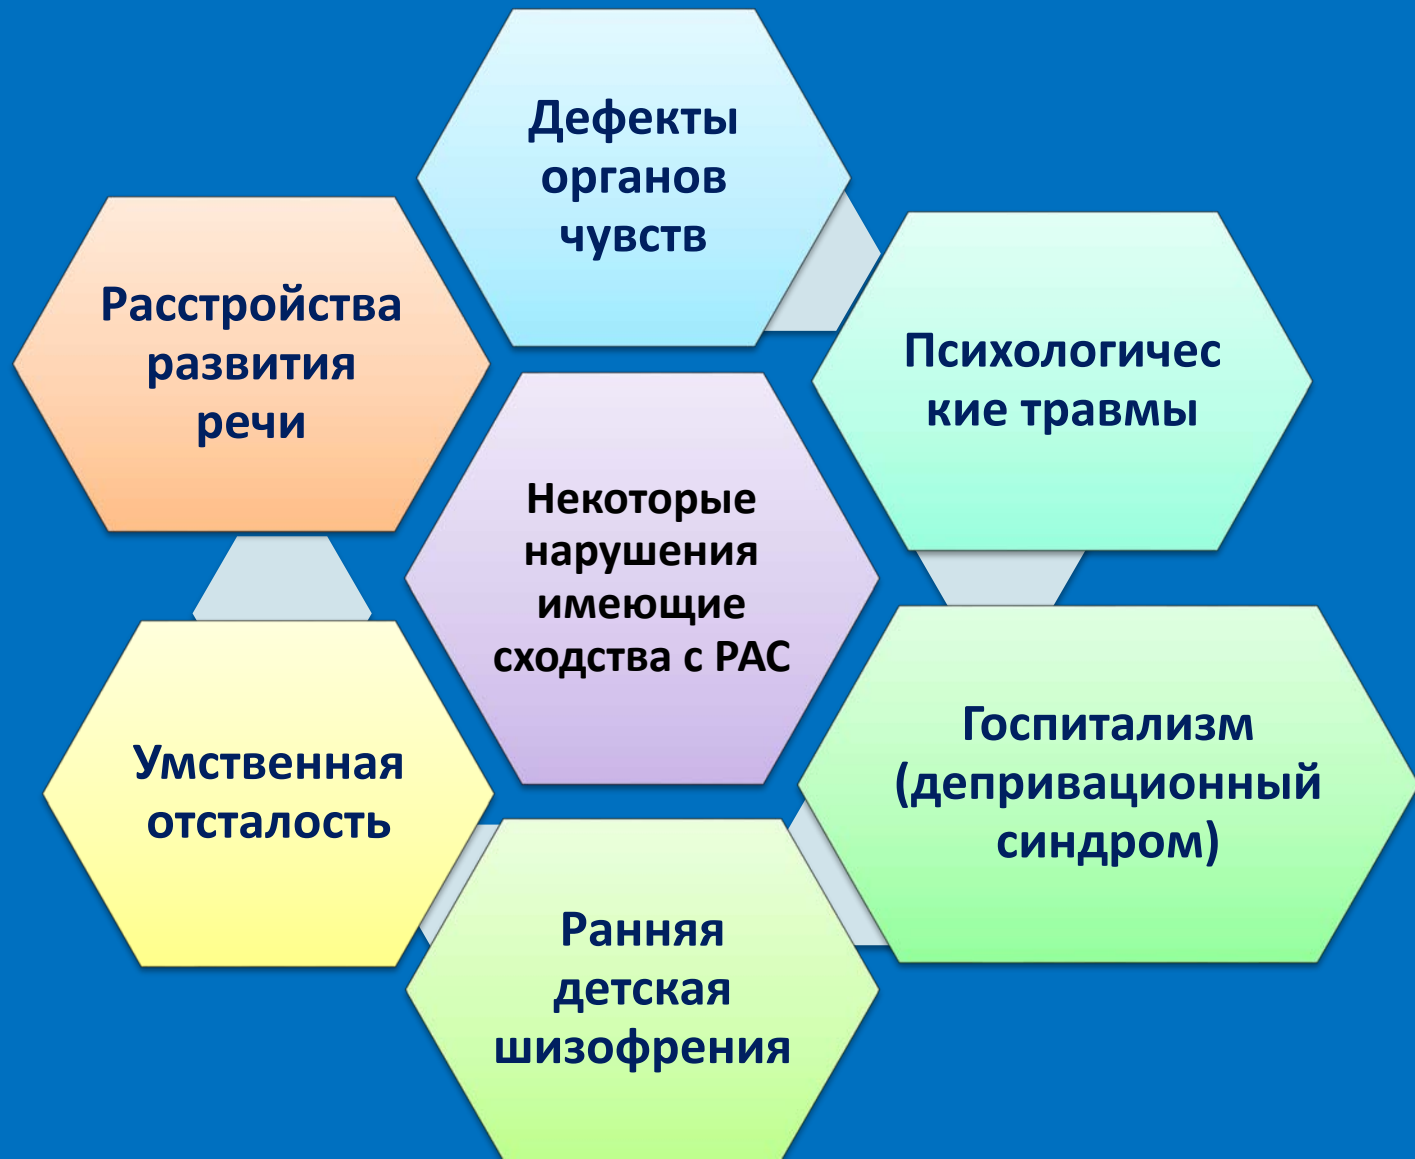 Дефекты
органов
чувств
Расстройства
развития
речи
Психологичес
кие травмы
Некоторые
нарушения
имеющие
сходства с РАС
Госпитализм
(депривационный
синдром)
Умственная
отсталость
Ранняя
детская
шизофрения